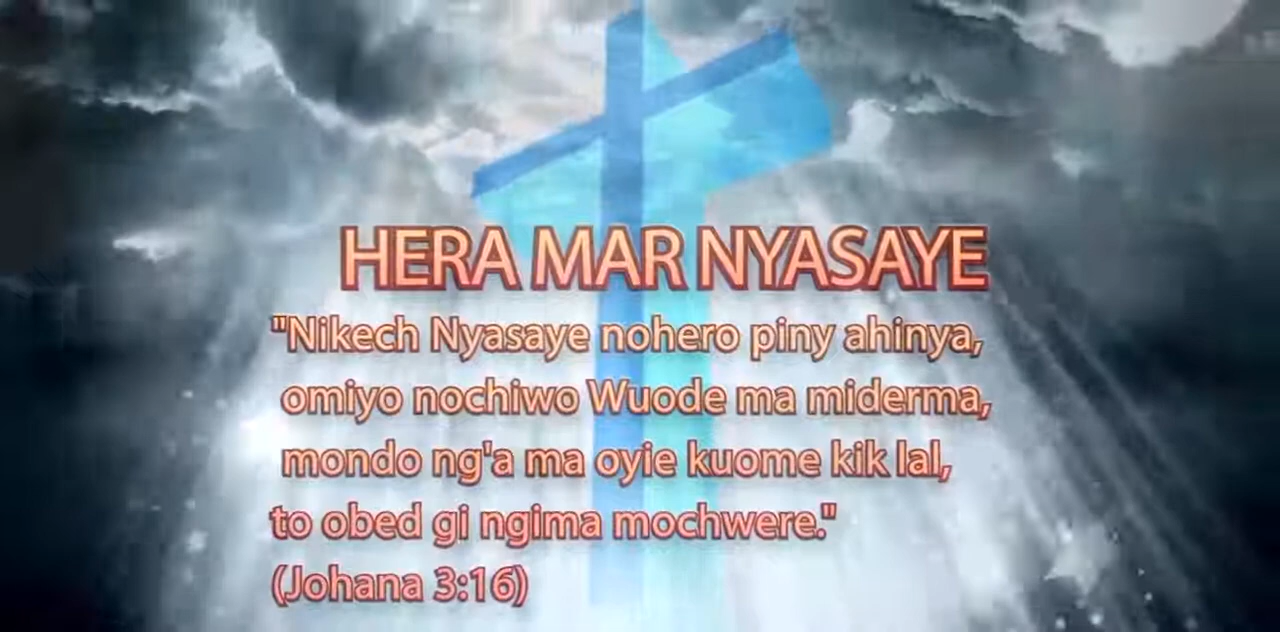 HERA MAR NYASAYE
"Nikech Nyasaye nohero piny ahinya,
omiyo nochiwo Wuode ma miderma,
mondo ng'a ma oyie kuome kik lal,
to obed gi ngima mochwere."
(Johana 3:16)